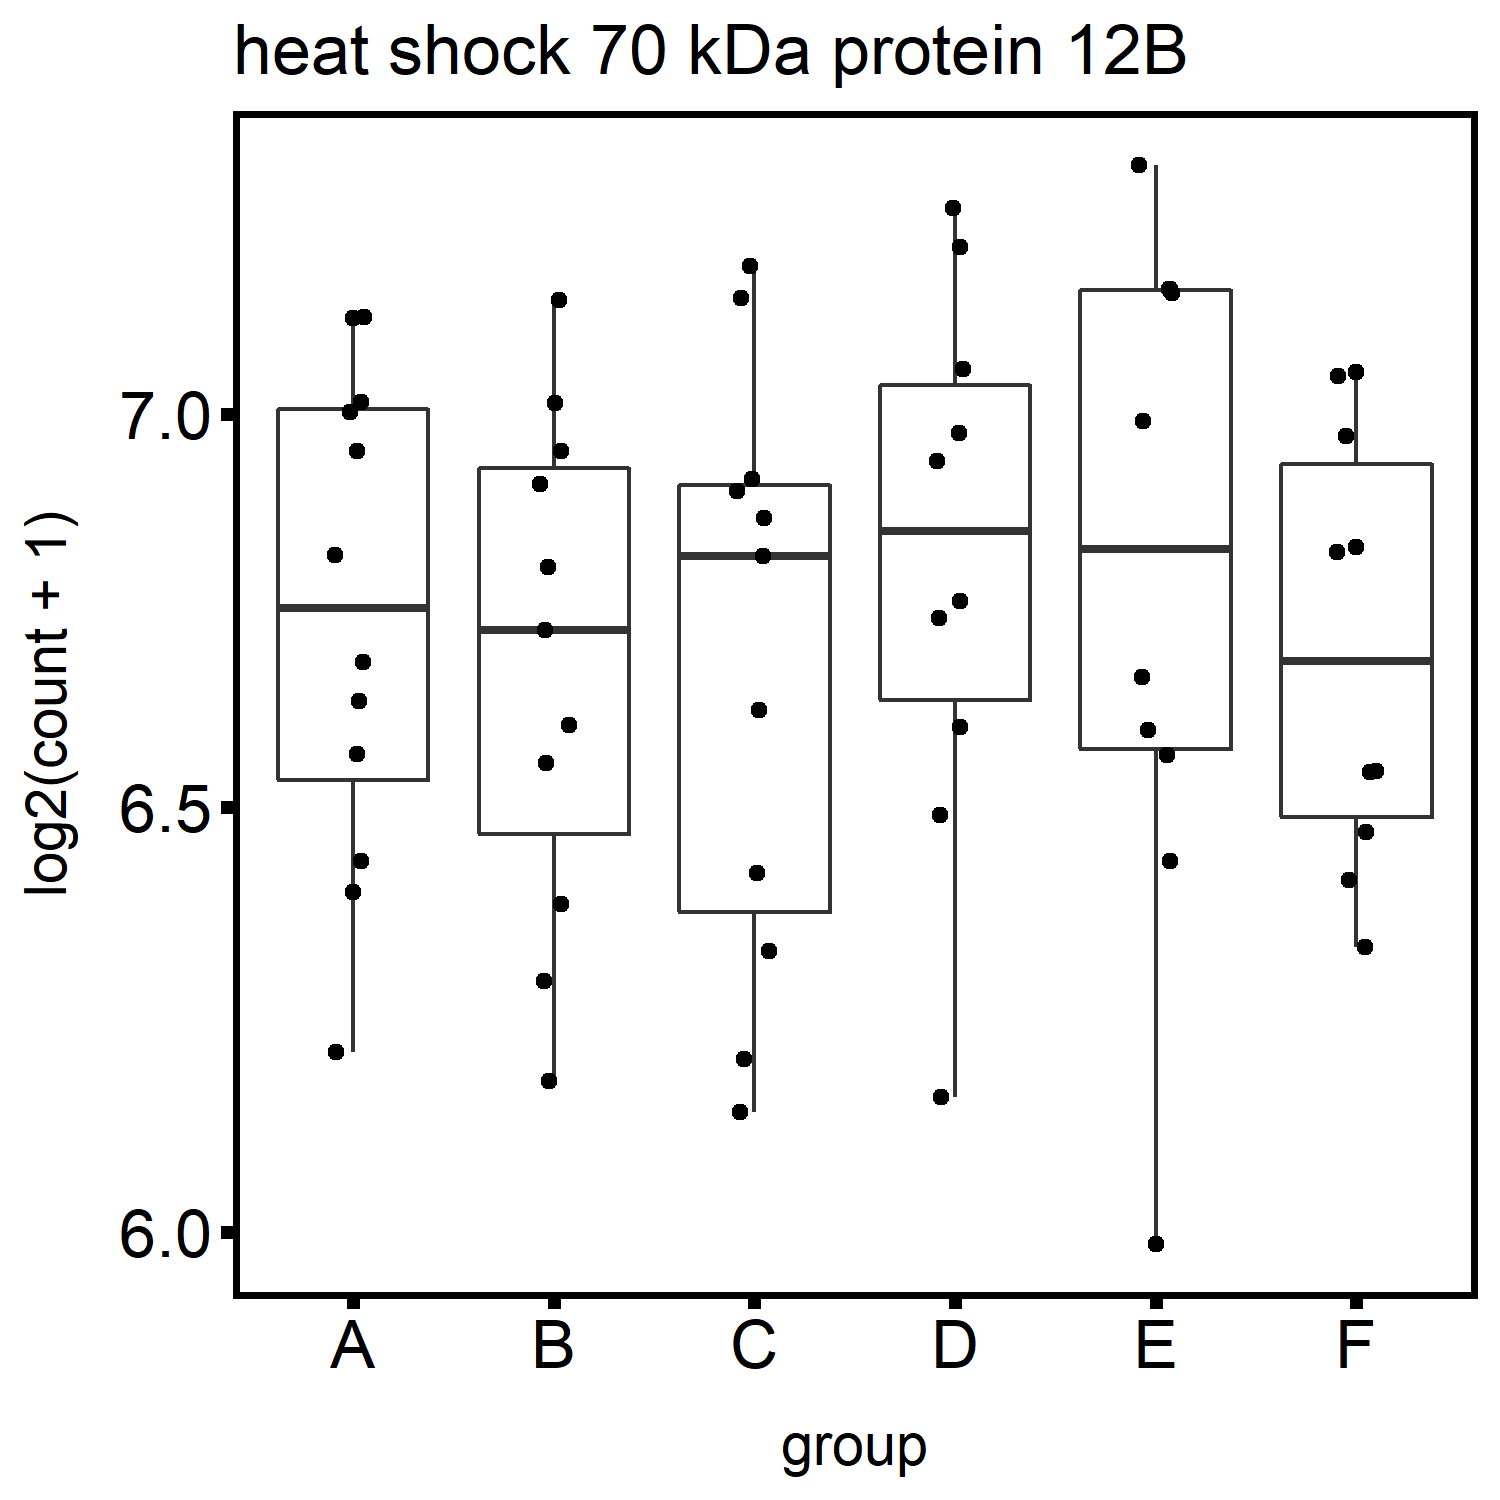 heat shock 70 kDa protein 12B
log2(count + 1)
7.0
6.5
6.0
A B C D E F
group